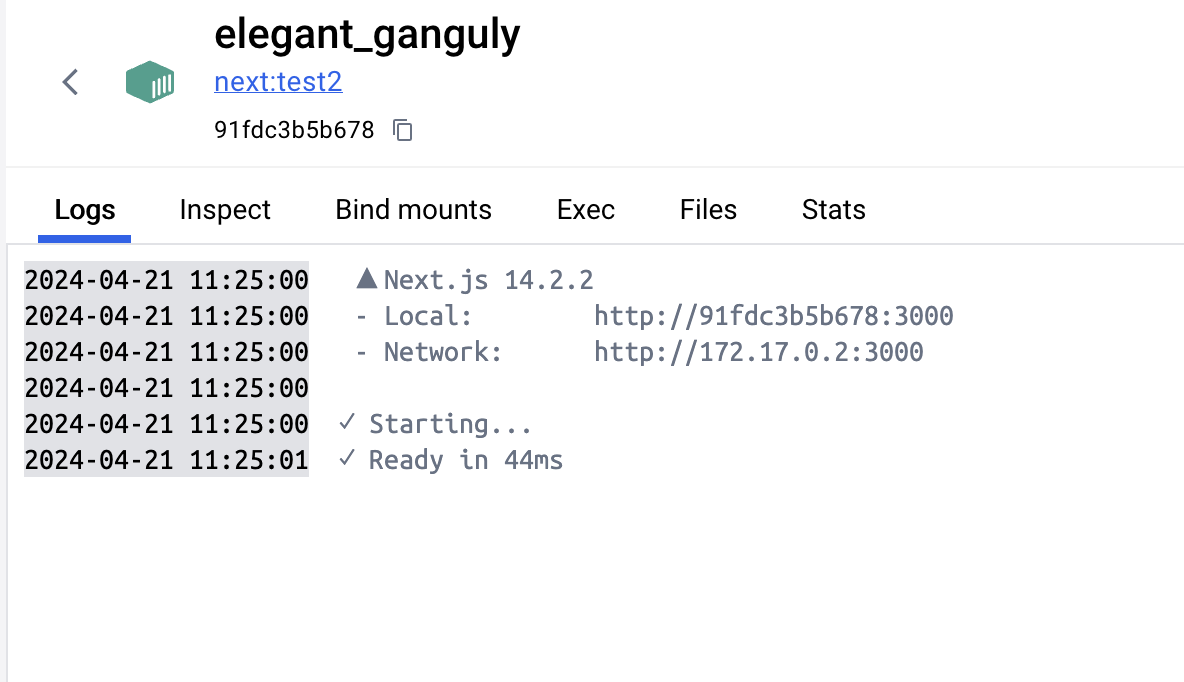 elegant_ganguly
next:test2
91fdc3b5b678
Logs Inspect Bind mounts Exec Files Stats
2024-04-21 11:25:00 ▲ Next.js 14.2.2
2024-04-21 11:25:00 - Local: http://91fdc3b5b678:3000
2024-04-21 11:25:00 - Network: http://172.17.0.2:3000
2024-04-21 11:25:00
2024-04-21 11:25:00 ✓ Starting...
2024-04-21 11:25:01 ✓ Ready in 44ms